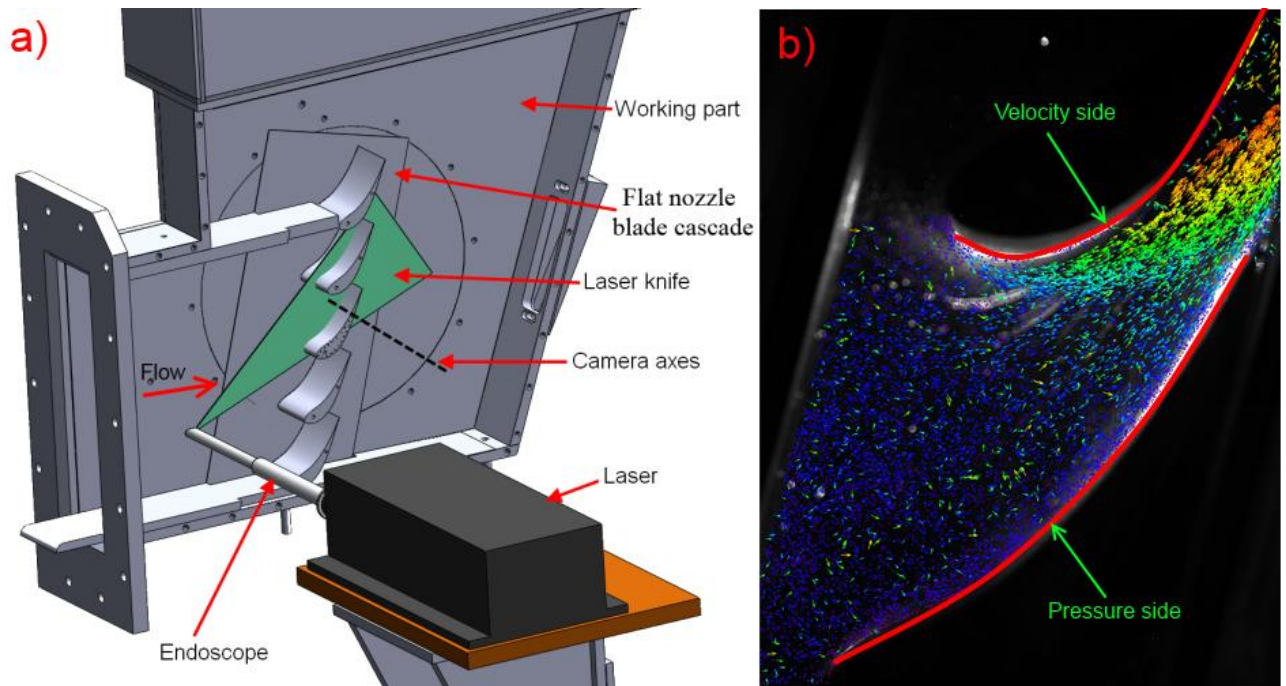 a)
Working part
Flat nozzle
blade cascade
Laser knife
Camera axes
Flow
Laser
Endoscope
b)
Velocity side
Pressure side